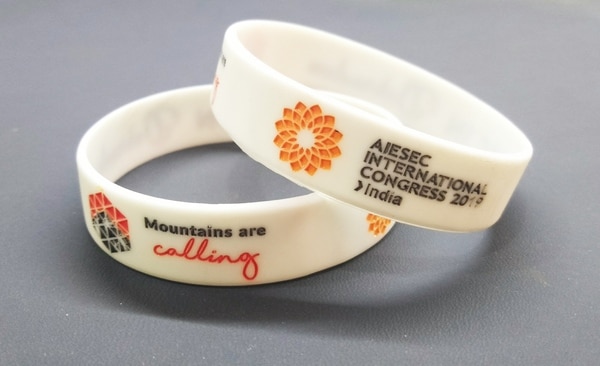 AIESEC
INTERNATIONAL
CONGRESS 2019
India
Mountains are
calling